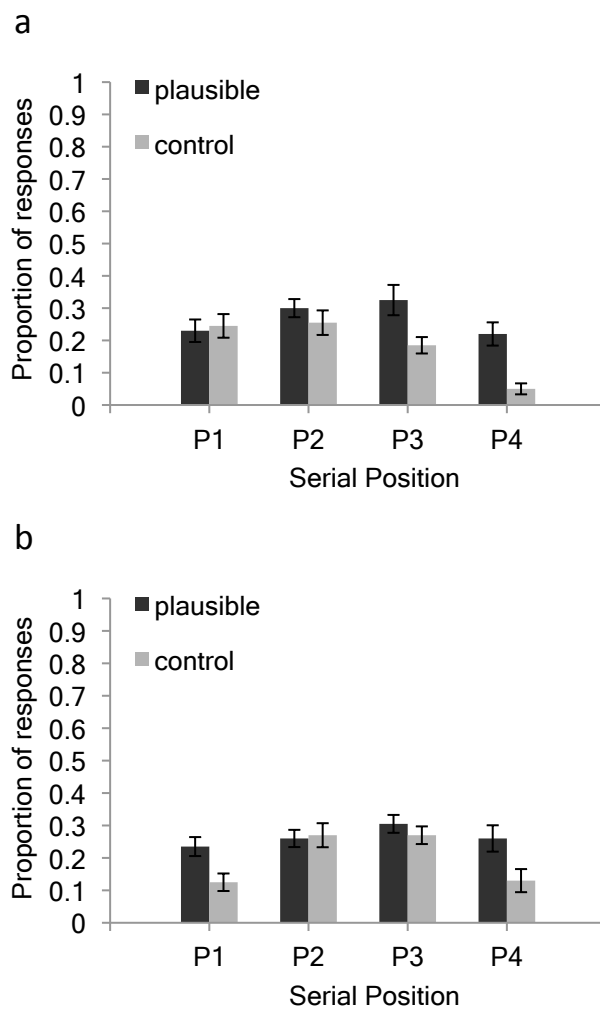 a
1
0.9
0.8
0.7
0.6
0.5
0.4
0.3
0.2
0.1
0
Proportion of responses
plausible
control
P1 P2 P3 P4
Serial Position
b
1
0.9
0.8
0.7
0.6
0.5
0.4
0.3
0.2
0.1
0
Proportion of responses
plausible
control
P1 P2 P3 P4
Serial Position